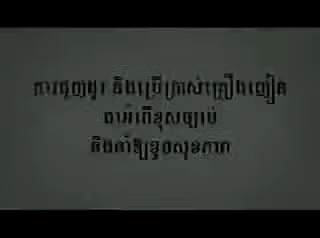 ការជួញដូរ និងប្រើប្រាស់គ្រឿងញៀន
ជាអំពើខុសច្បាប់
និងនាំឱ្យខូចសុខភាព